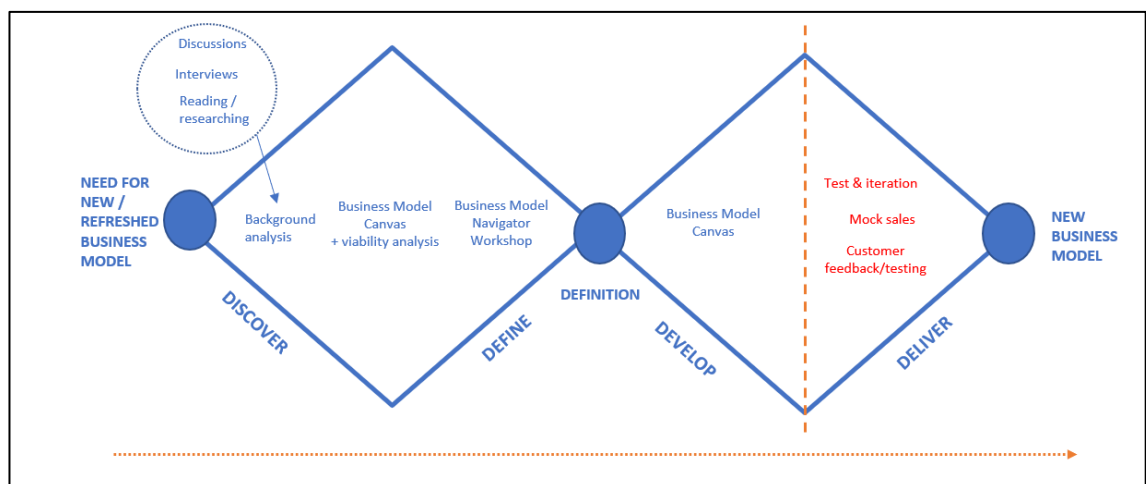 Discussions
Interviews
Reading /
researching
NEED FOR
NEW /
REFRESHED
BUSINESS
MODEL
Background
analysis
Business Model
Canvas
+ viability analysis
Business Model
Navigator
Workshop
DISCOVER
DEFINE
DEFINITION
Business Model
Canvas
DEVELOP
Test & iteration
Mock sales
Customer
feedback/testing
DELIVER
NEW
BUSINESS
MODEL